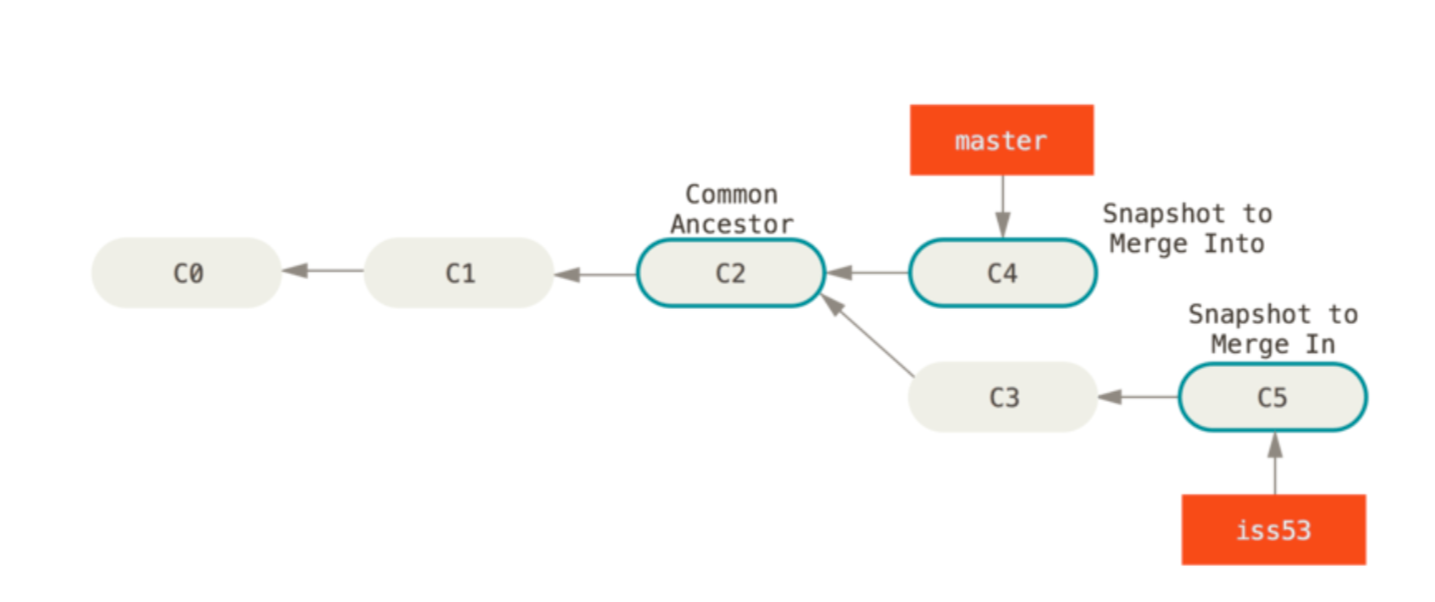 master
Common
Ancestor
Snapshot to
Merge Into
C0
C1
C2
C4
Snapshot to
Merge In
C3
C5
iss53